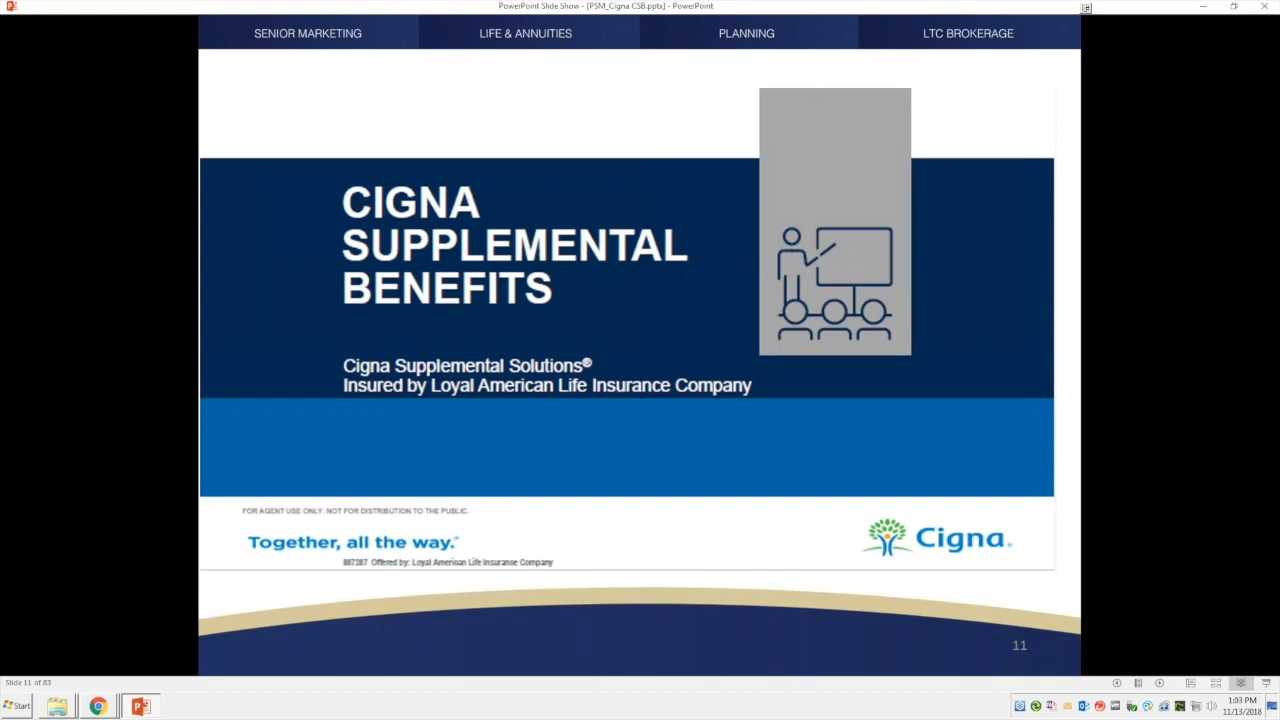 PowerPoint Slide Show - [PSM_Cigna CSB.pptx] - PowerPoint
SENIOR MARKETING
LIFE & ANNUITIES
PLANNING
LTC BROKERAGE
CIGNA
SUPPLEMENTAL
BENEFITS
Cigna Supplemental Solutions®
Insured by Loyal American Life Insurance Company
FOR AGENT USE ONLY. NOT FOR DISTRIBUTION TO THE PUBLIC.
Together, all the way.®
Cigna.
887287 Offered by: Loyal American Life Insurance Company
11
Slide 11 of 83
Start
1:03 PM
11/13/2018